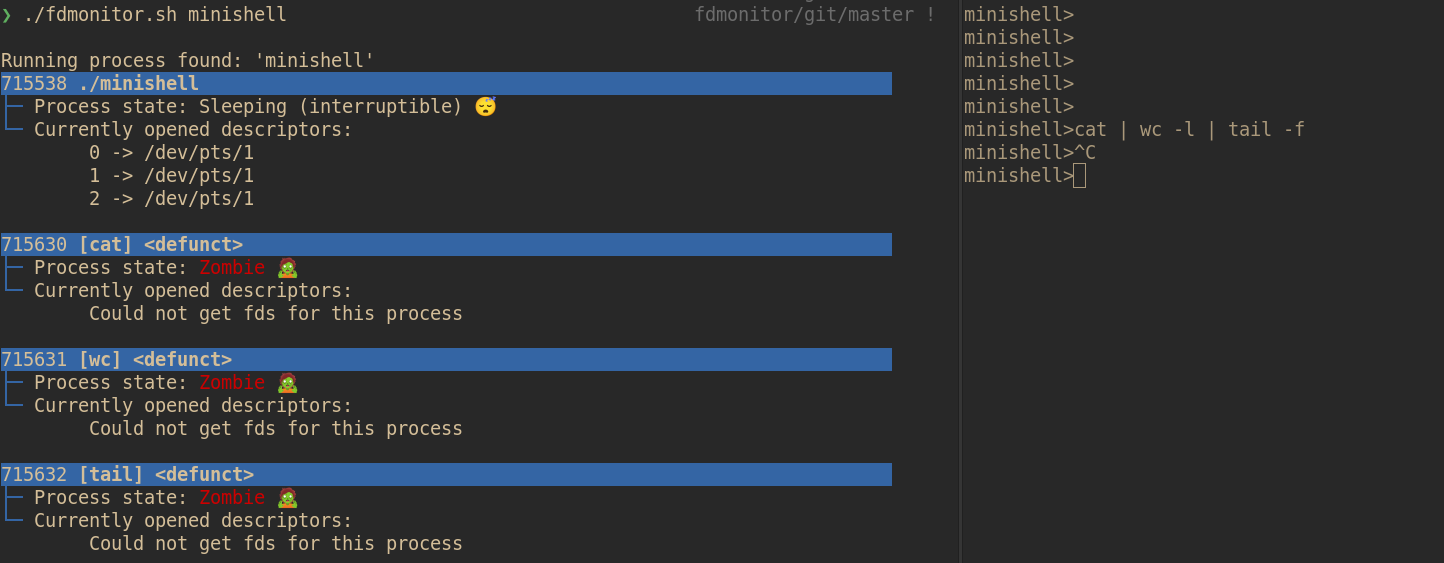 ❯ ./fdmonitor.sh minishell fdmonitor/git/master !
Running process found: 'minishell'
715538 ./minishell
Process state: Sleeping (interruptible) 😴
Currently opened descriptors:
0 -> /dev/pts/1
1 -> /dev/pts/1
2 -> /dev/pts/1
715630 [cat] <defunct>
Process state: Zombie 🧟
Currently opened descriptors:
Could not get fds for this process
715631 [wc] <defunct>
Process state: Zombie 🧟
Currently opened descriptors:
Could not get fds for this process
715632 [tail] <defunct>
Process state: Zombie 🧟
Currently opened descriptors:
Could not get fds for this process
minishell>
minishell>
minishell>
minishell>
minishell>
minishell>cat | wc -l | tail -f
minishell>^C
minishell>